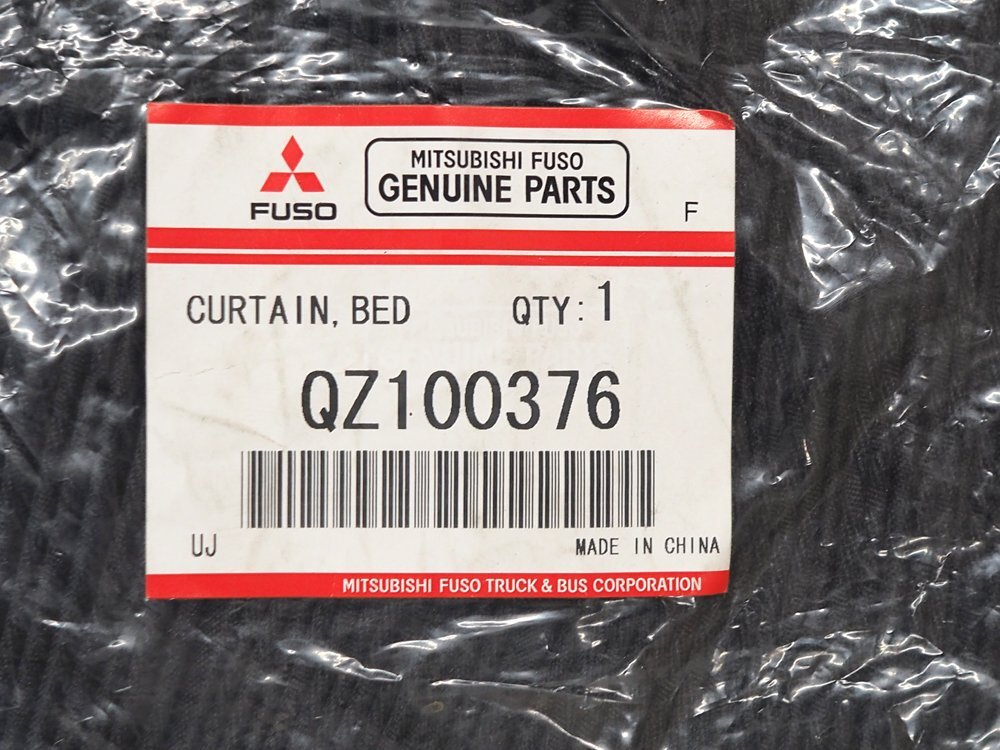 MITSUBISHI FUSO
GENUINE PARTS
FUSO
F
CURTAIN, BED QTY: 1
QZ100376
UJ MADE IN CHINA
MITSUBISHI FUSO TRUCK & BUS CORPORATION